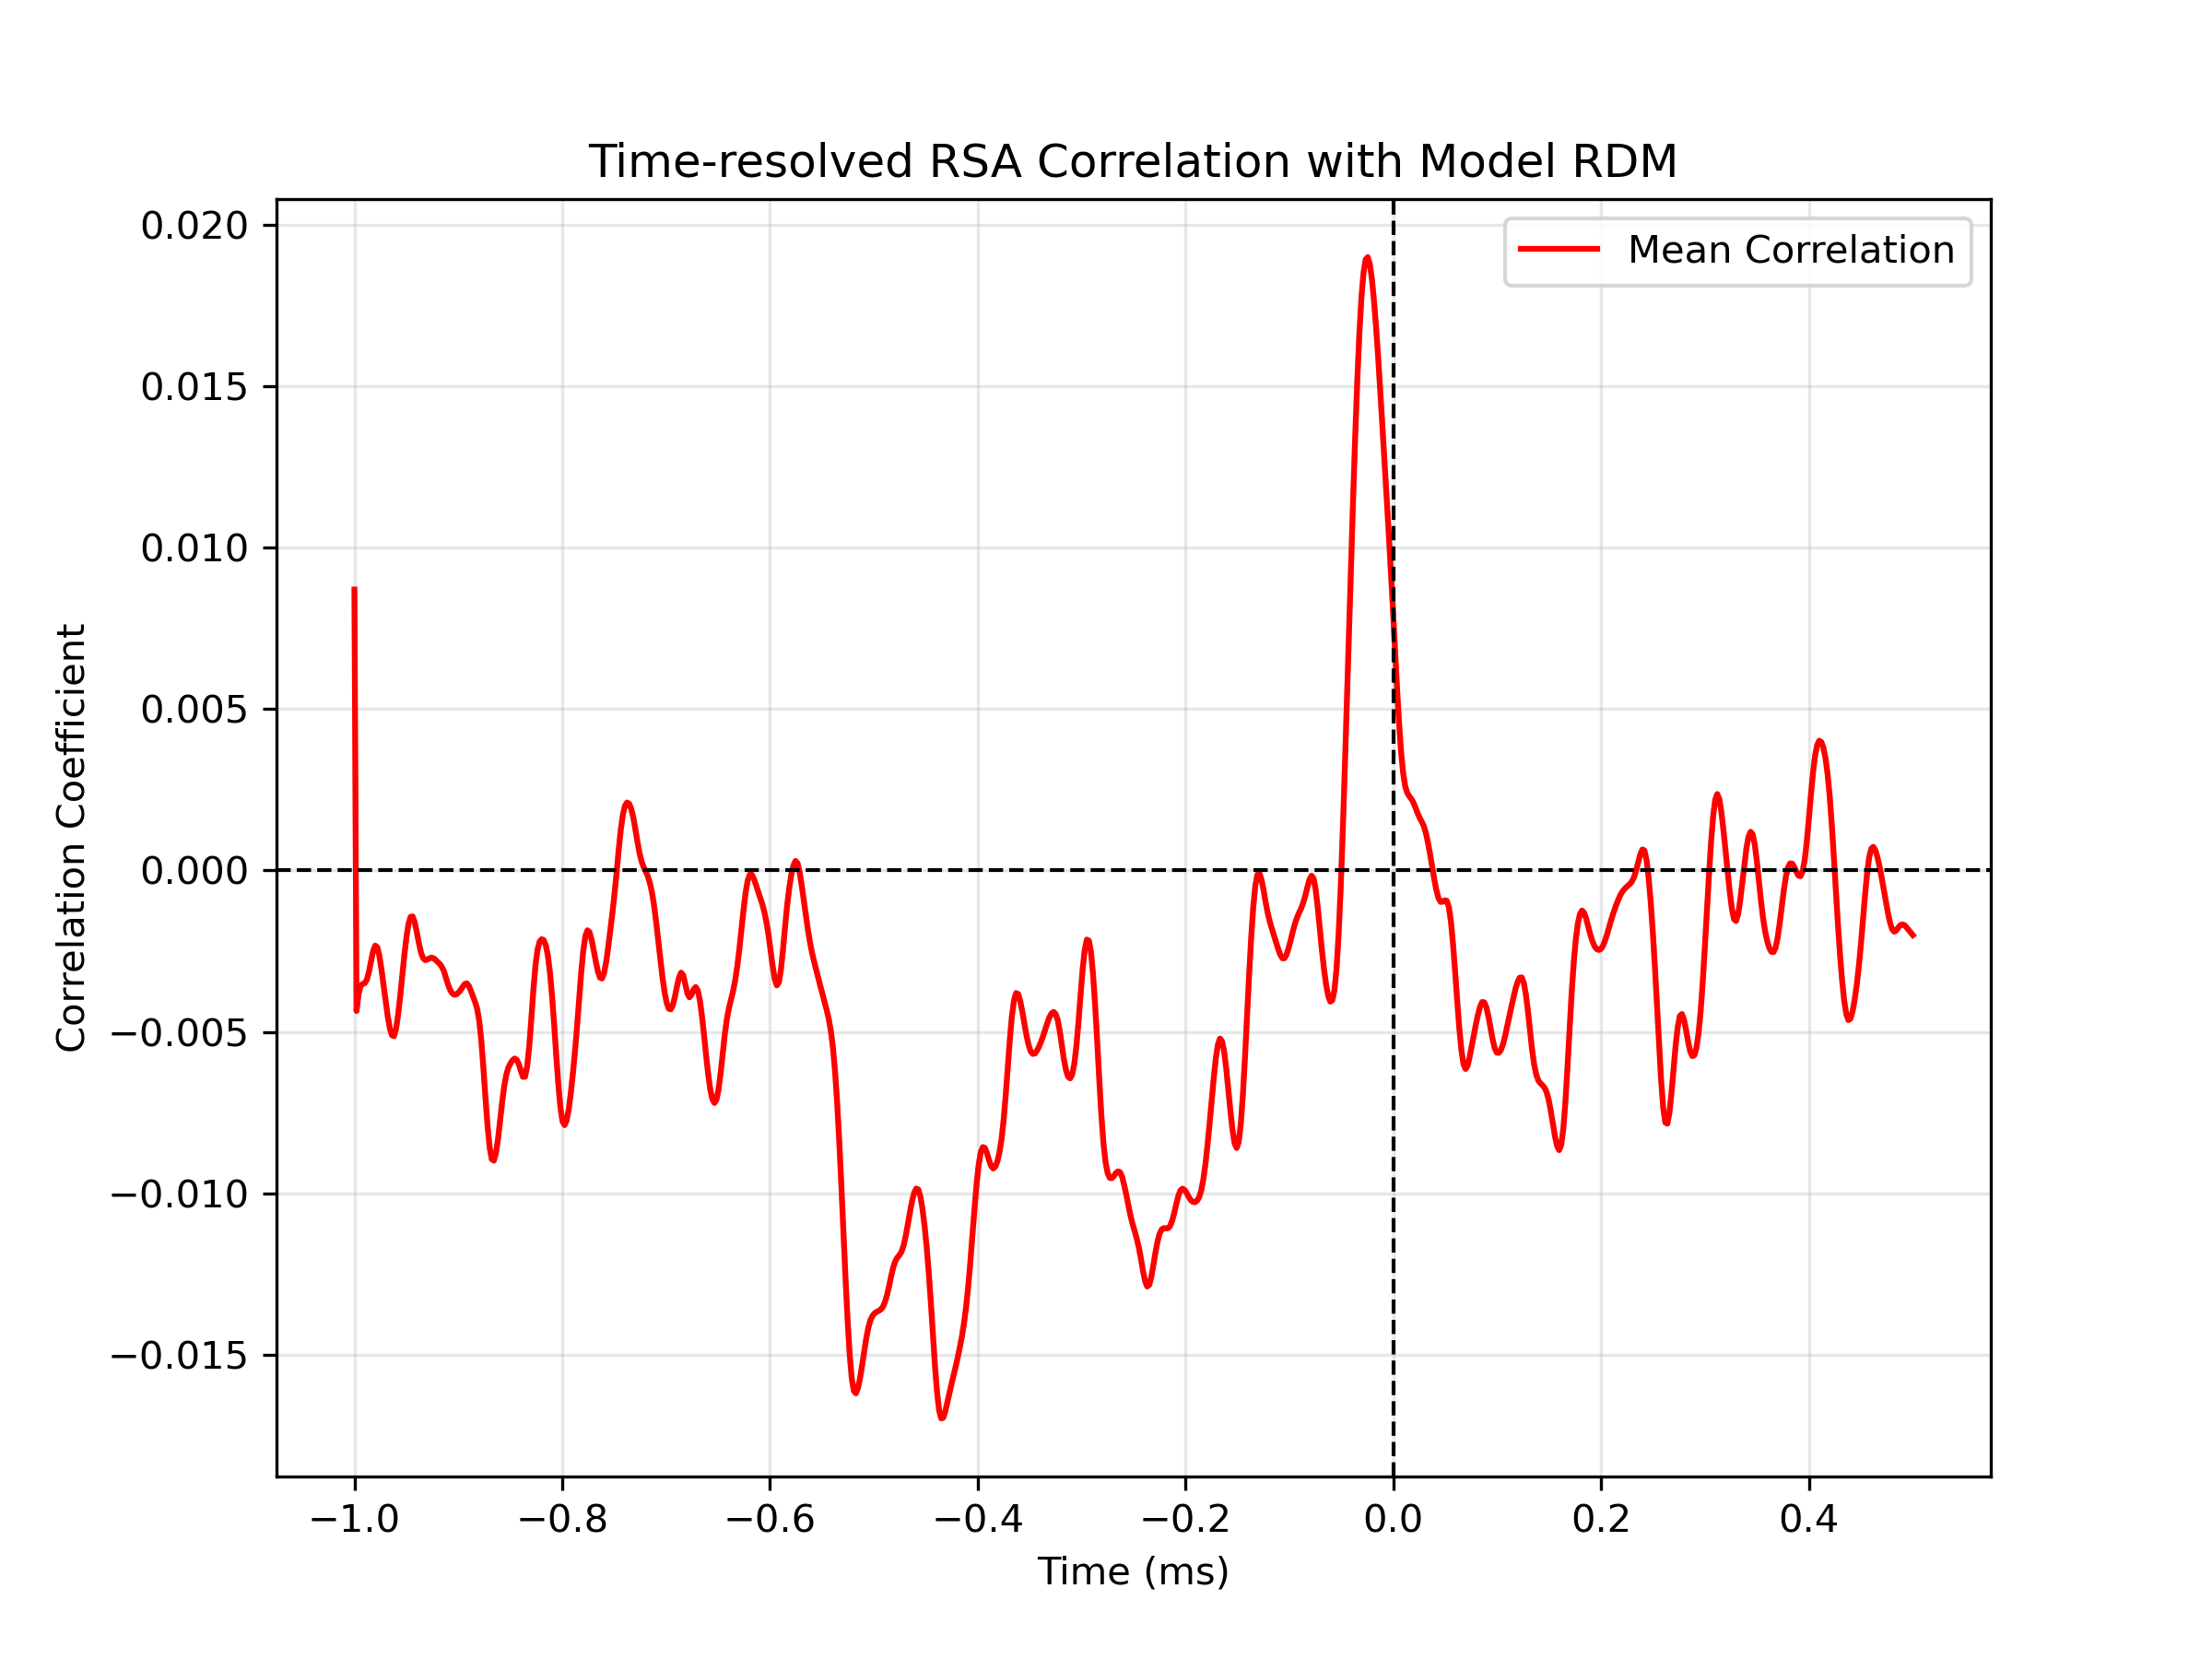 Time-resolved RSA Correlation with Model RDM
Mean Correlation
Correlation Coefficient
0.020
0.015
0.010
0.005
0.000
−0.005
−0.010
−0.015
−1.0 −0.8 −0.6 −0.4 −0.2 0.0 0.2 0.4
Time (ms)